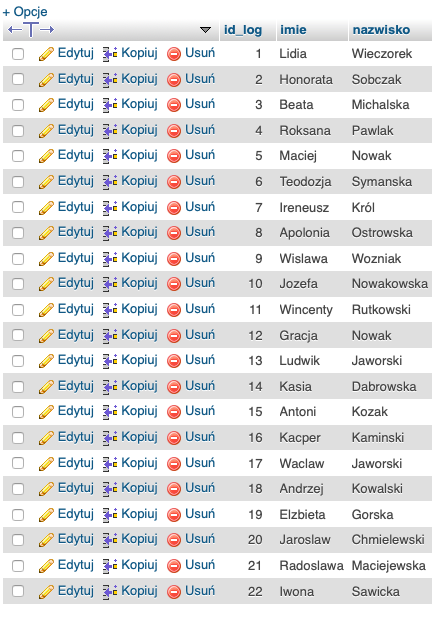 + Opcje
id_log imie nazwisko
Edytuj Kopiuj Usuń 1 Lidia Wieczorek
Edytuj Kopiuj Usuń 2 Honorata Sobczak
Edytuj Kopiuj Usuń 3 Beata Michalska
Edytuj Kopiuj Usuń 4 Roksana Pawlak
Edytuj Kopiuj Usuń 5 Maciej Nowak
Edytuj Kopiuj Usuń 6 Teodozja Symanska
Edytuj Kopiuj Usuń 7 Ireneusz Król
Edytuj Kopiuj Usuń 8 Apolonia Ostrowska
Edytuj Kopiuj Usuń 9 Wislawa Wozniak
Edytuj Kopiuj Usuń 10 Jozefa Nowakowska
Edytuj Kopiuj Usuń 11 Wincenty Rutkowski
Edytuj Kopiuj Usuń 12 Gracja Nowak
Edytuj Kopiuj Usuń 13 Ludwik Jaworski
Edytuj Kopiuj Usuń 14 Kasia Dabrowska
Edytuj Kopiuj Usuń 15 Antoni Kozak
Edytuj Kopiuj Usuń 16 Kacper Kaminski
Edytuj Kopiuj Usuń 17 Waclaw Jaworski
Edytuj Kopiuj Usuń 18 Andrzej Kowalski
Edytuj Kopiuj Usuń 19 Elzbieta Gorska
Edytuj Kopiuj Usuń 20 Jaroslaw Chmielewski
Edytuj Kopiuj Usuń 21 Radoslawa Maciejewska
Edytuj Kopiuj Usuń 22 Iwona Sawicka